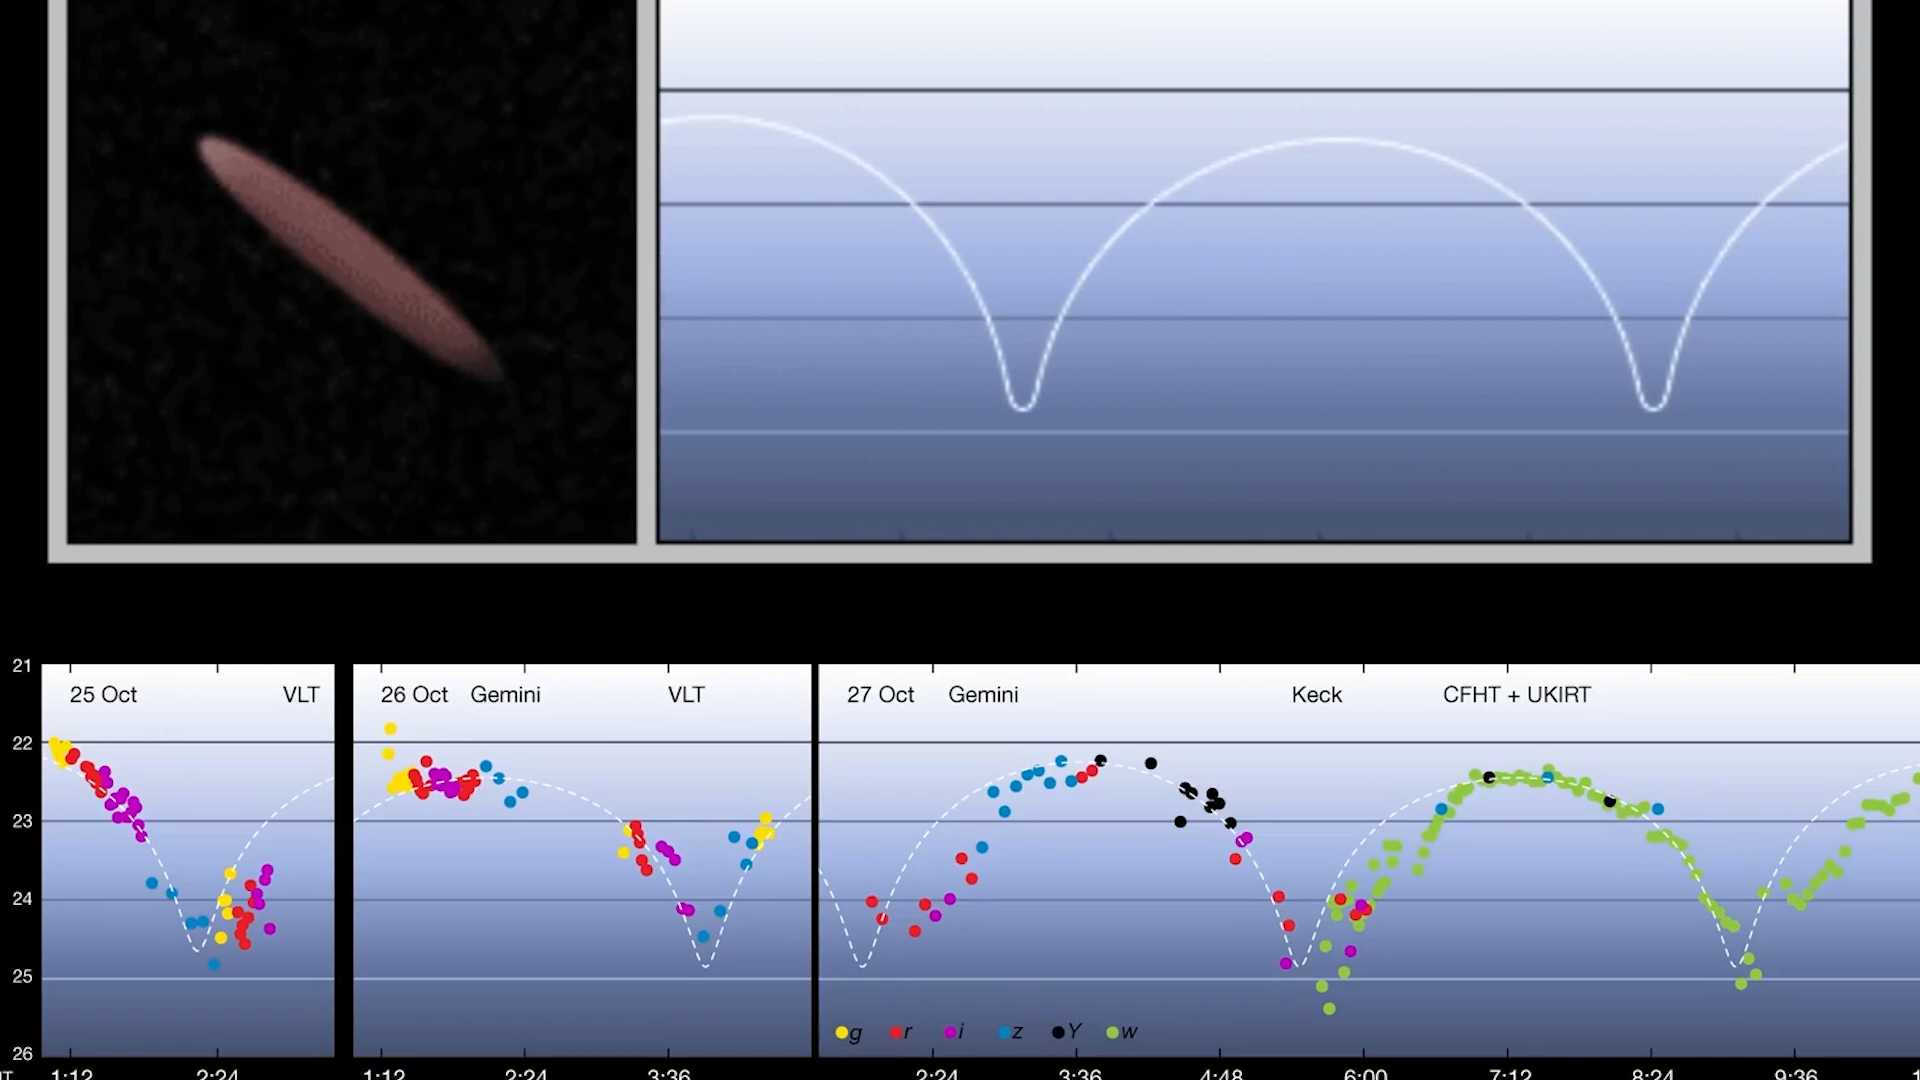 21
25 Oct VLT
26 Oct Gemini VLT
27 Oct Gemini Keck CFHT + UKIRT
22
23
24
25
g r i z Y w
26
1:12 2:24
1:12 2:24 3:36
2:24 3:36 4:48 6:00 7:12 8:24 9:36